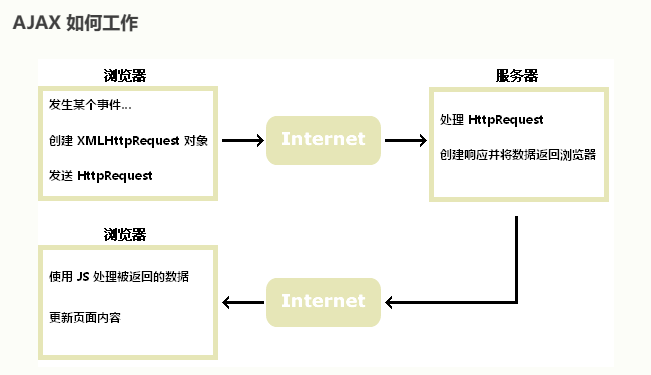 AJAX 如何工作
浏览器
发生某个事件...
创建 XMLHttpRequest 对象
发送 HttpRequest
Internet
服务器
处理 HttpRequest
创建响应并将数据返回浏览器
浏览器
使用 JS 处理被返回的数据
更新页面内容
Internet